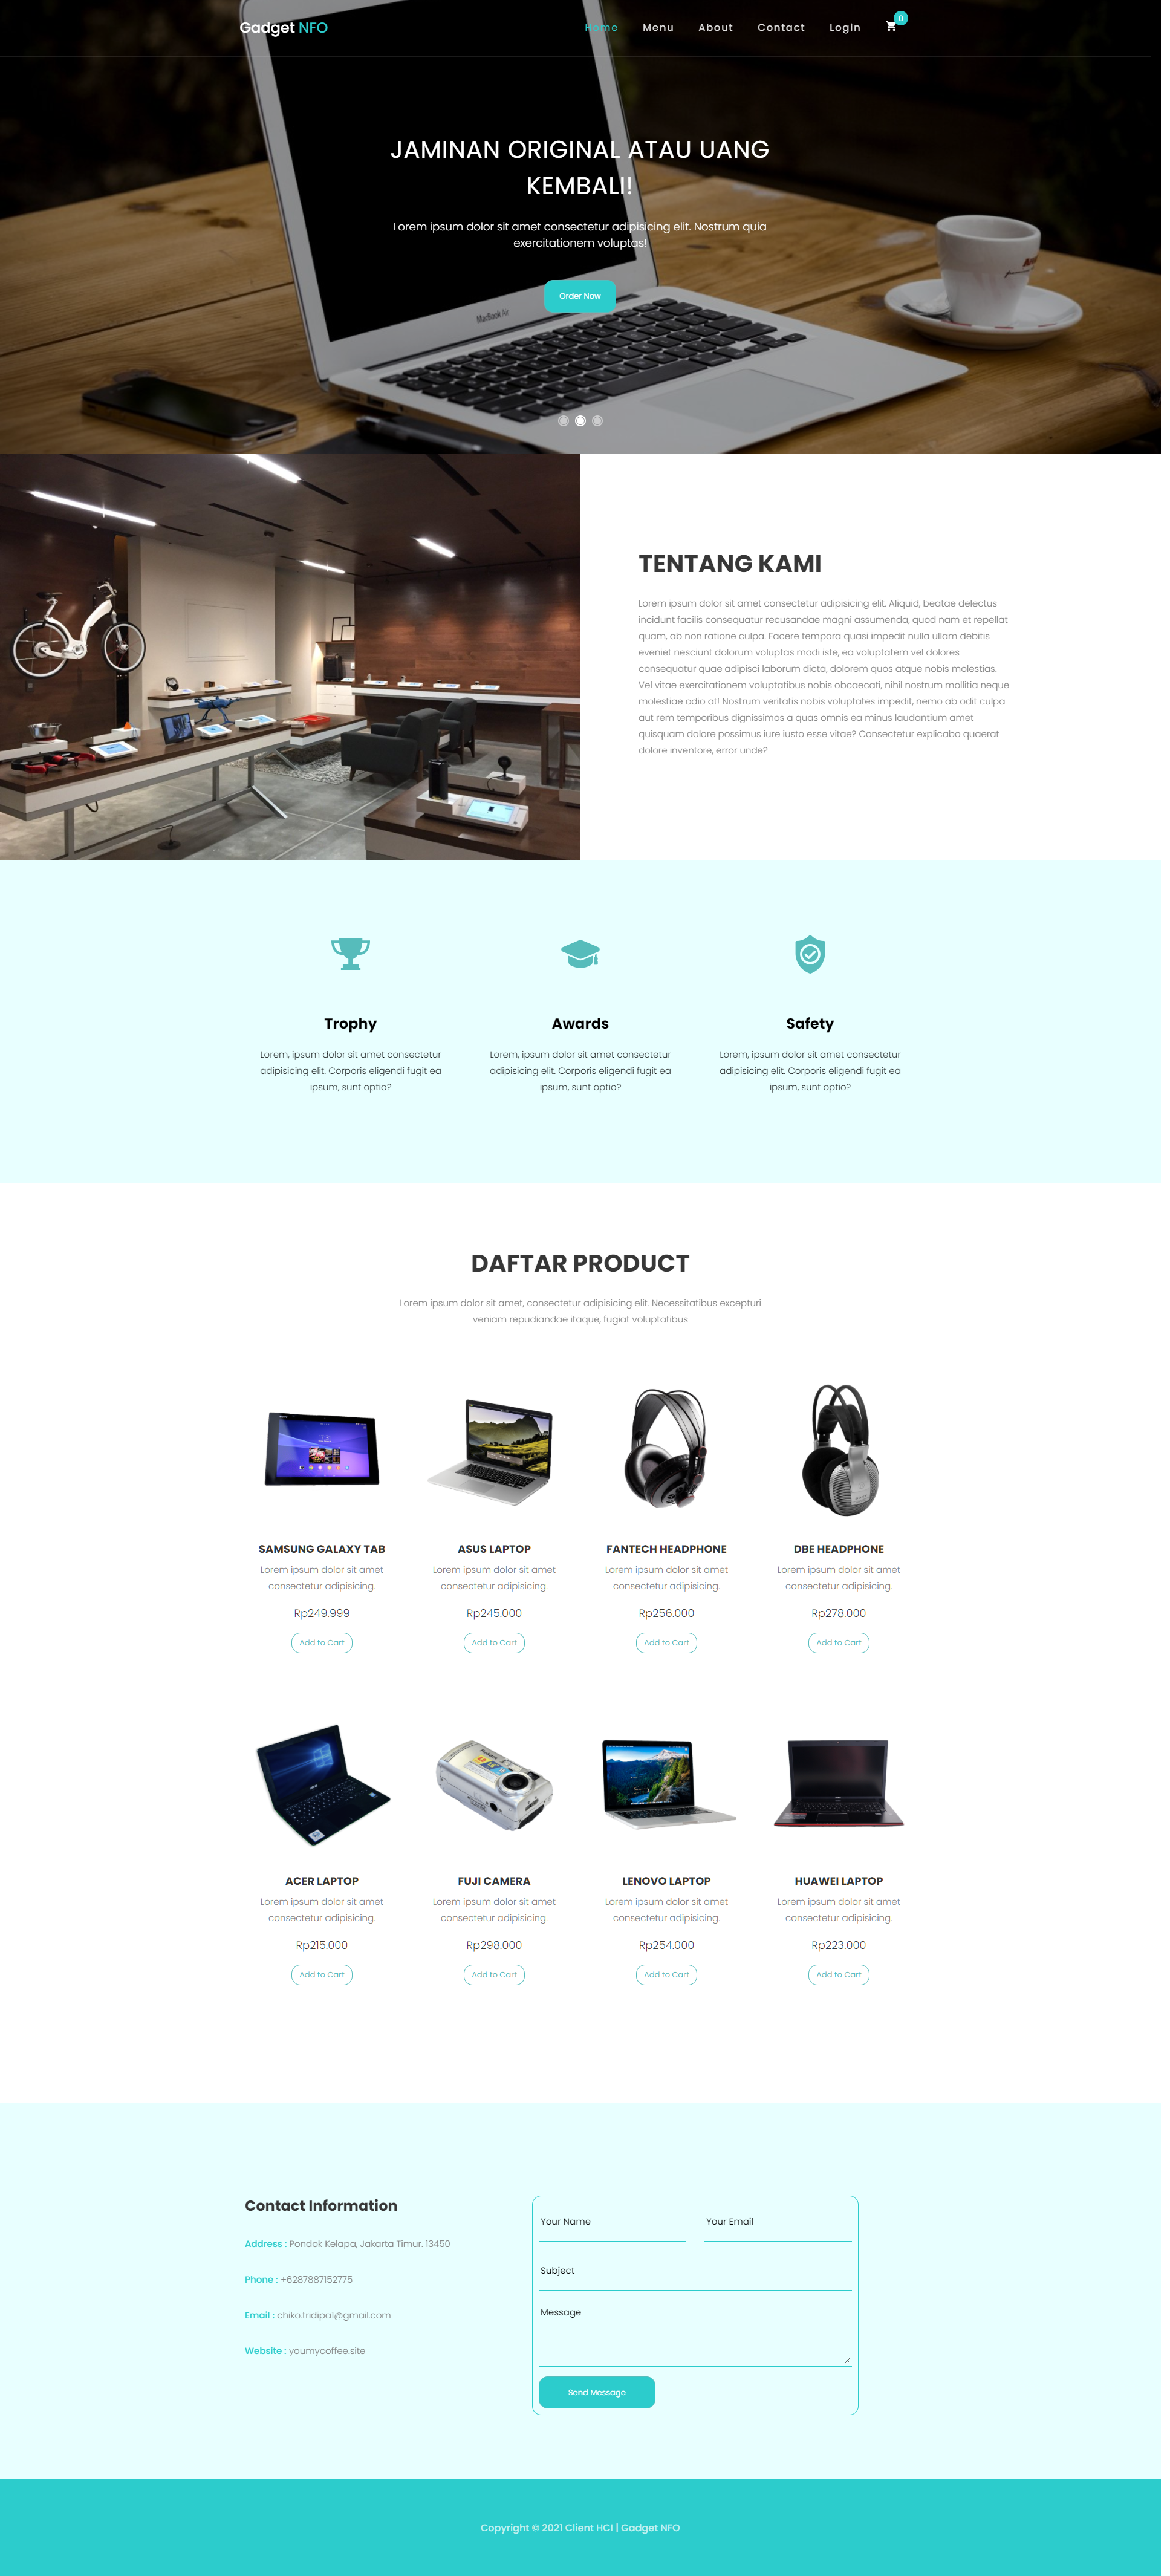 Gadget NFO
Home Menu About Contact Login 0
JAMINAN ORIGINAL ATAU UANG
KEMBALI!
Lorem ipsum dolor sit amet consectetur adipisicing elit. Nostrum quia
exercitationem voluptas!
Order Now
MacBook Air
TENTANG KAMI
Lorem ipsum dolor sit amet consectetur adipisicing elit. Aliquid, beatae delectus
incidunt facilis consequatur recusandae magni assumenda, quod nam et repellat
quam, ab non ratione culpa. Facere tempora quasi impedit nulla ullam debitis
eveniet nesciunt dolorum voluptas modi iste, ea voluptatem vel dolores
consequatur quae adipisci laborum dicta, dolorem quos atque nobis molestias.
Vel vitae exercitationem voluptatibus nobis obcaecati, nihil nostrum mollitia neque
molestiae odio at! Nostrum veritatis nobis voluptates impedit, nemo ab odit culpa
aut rem temporibus dignissimos a quas omnis ea minus laudantium amet
quisquam dolore possimus iure iusto esse vitae? Consectetur explicabo quaerat
dolore inventore, error unde?
Trophy
Lorem, ipsum dolor sit amet consectetur
adipisicing elit. Corporis eligendi fugit ea
ipsum, sunt optio?
Awards
Lorem, ipsum dolor sit amet consectetur
adipisicing elit. Corporis eligendi fugit ea
ipsum, sunt optio?
Safety
Lorem, ipsum dolor sit amet consectetur
adipisicing elit. Corporis eligendi fugit ea
ipsum, sunt optio?
DAFTAR PRODUCT
Lorem ipsum dolor sit amet, consectetur adipisicing elit. Necessitatibus excepturi
veniam repudiandae itaque, fugiat voluptatibus
SAMSUNG GALAXY TAB
Lorem ipsum dolor sit amet
consectetur adipisicing.
Rp249.999
Add to Cart
ASUS LAPTOP
Lorem ipsum dolor sit amet
consectetur adipisicing.
Rp245.000
Add to Cart
FANTECH HEADPHONE
Lorem ipsum dolor sit amet
consectetur adipisicing.
Rp256.000
Add to Cart
DBE HEADPHONE
Lorem ipsum dolor sit amet
consectetur adipisicing.
Rp278.000
Add to Cart
ACER LAPTOP
Lorem ipsum dolor sit amet
consectetur adipisicing.
Rp215.000
Add to Cart
FUJI CAMERA
Lorem ipsum dolor sit amet
consectetur adipisicing.
Rp298.000
Add to Cart
LENOVO LAPTOP
Lorem ipsum dolor sit amet
consectetur adipisicing.
Rp254.000
Add to Cart
HUAWEI LAPTOP
Lorem ipsum dolor sit amet
consectetur adipisicing.
Rp223.000
Add to Cart
Contact Information
Address : Pondok Kelapa, Jakarta Timur. 13450
Phone : +6287887152775
Email : chiko.tridipa1@gmail.com
Website : youmycoffee.site
Your Name
Your Email
Subject
Message
Send Message
Copyright © 2021 Client HCI | Gadget NFO